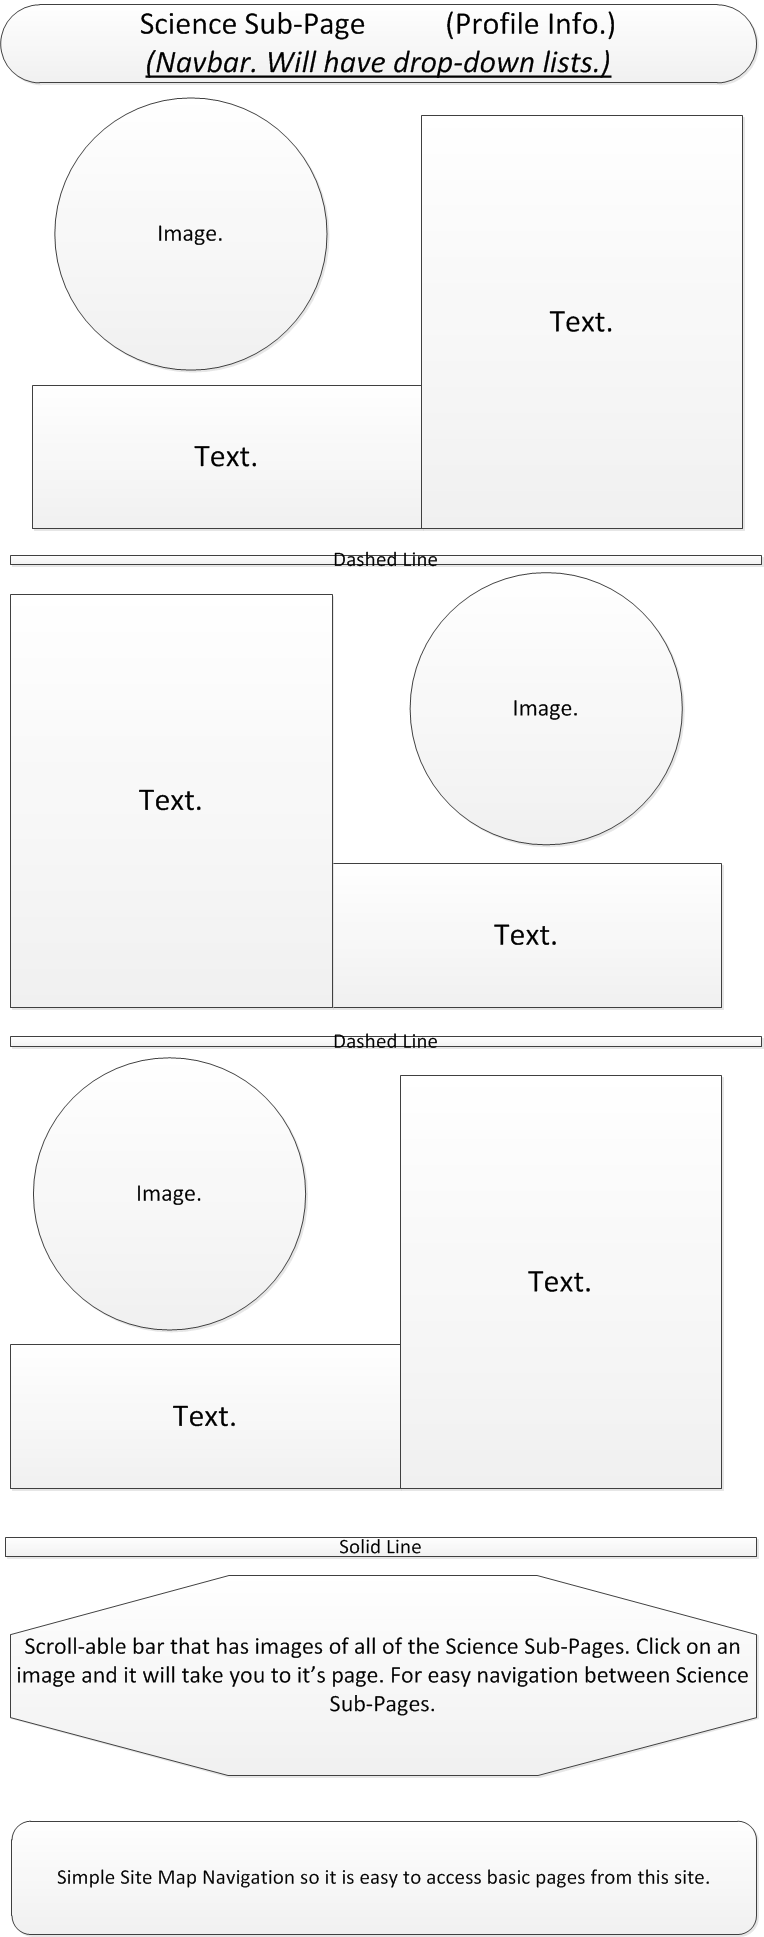 Science Sub-Page (Profile Info.)
(Navbar. Will have drop-down lists.)
Image.
Text.
Text.
Dashed Line
Image.
Text.
Text.
Dashed Line
Image.
Text.
Text.
Solid Line
Scroll-able bar that has images of all of the Science Sub-Pages. Click on an
image and it will take you to it’s page. For easy navigation between Science
Sub-Pages.
Simple Site Map Navigation so it is easy to access basic pages from this site.